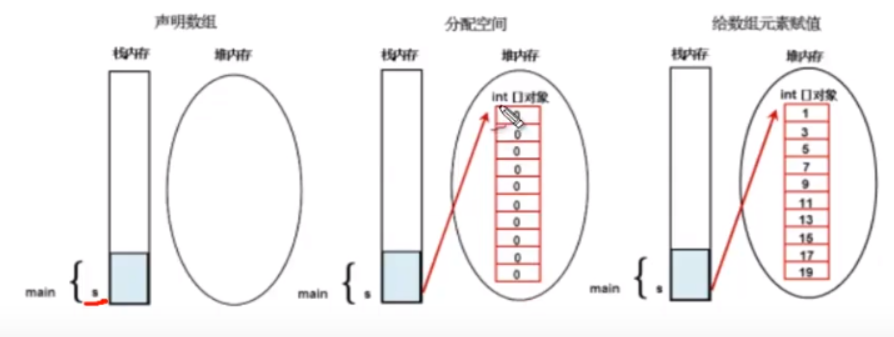 声明数组
栈内存 堆内存
main { s
分配空间
栈内存 堆内存
int []对象
0
0
0
0
0
0
0
0
0
0
main { s
给数组元素赋值
栈内存 堆内存
int []对象
1
3
5
7
9
11
13
15
17
19
main { s